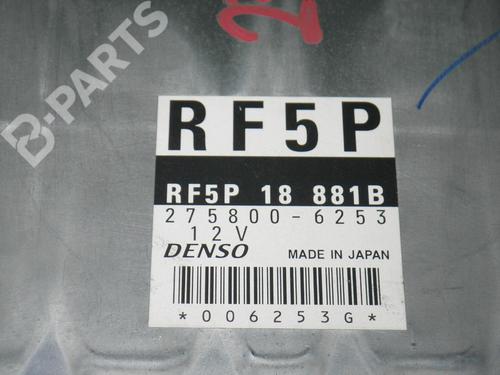 B-PARTS
RF5P
RF5P 18 881B
275800-6253
12V
DENSO MADE IN JAPAN
*006253G*